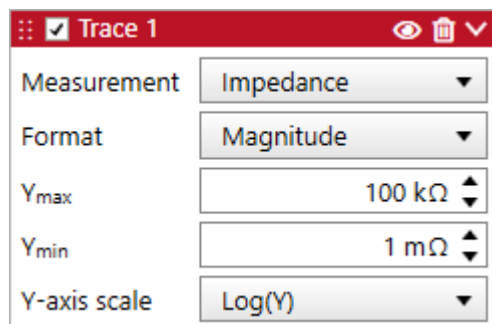 Trace 1
Measurement Impedance
Format Magnitude
Ymax 100 kΩ
Ymin 1 mΩ
Y-axis scale Log(Y)